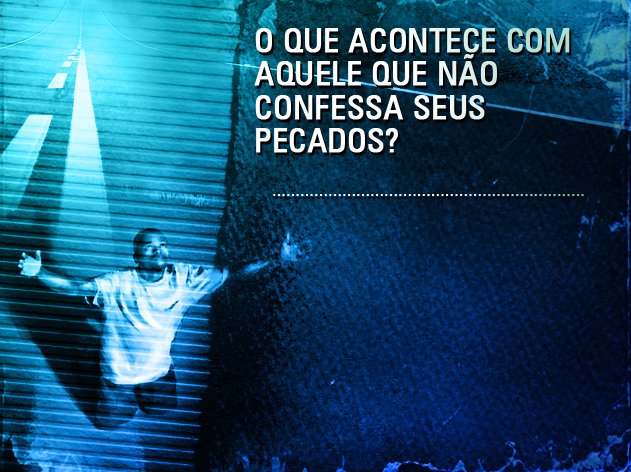 O QUE ACONTECE COM
AQUELE QUE NÃO
CONFESSA SEUS
PECADOS?